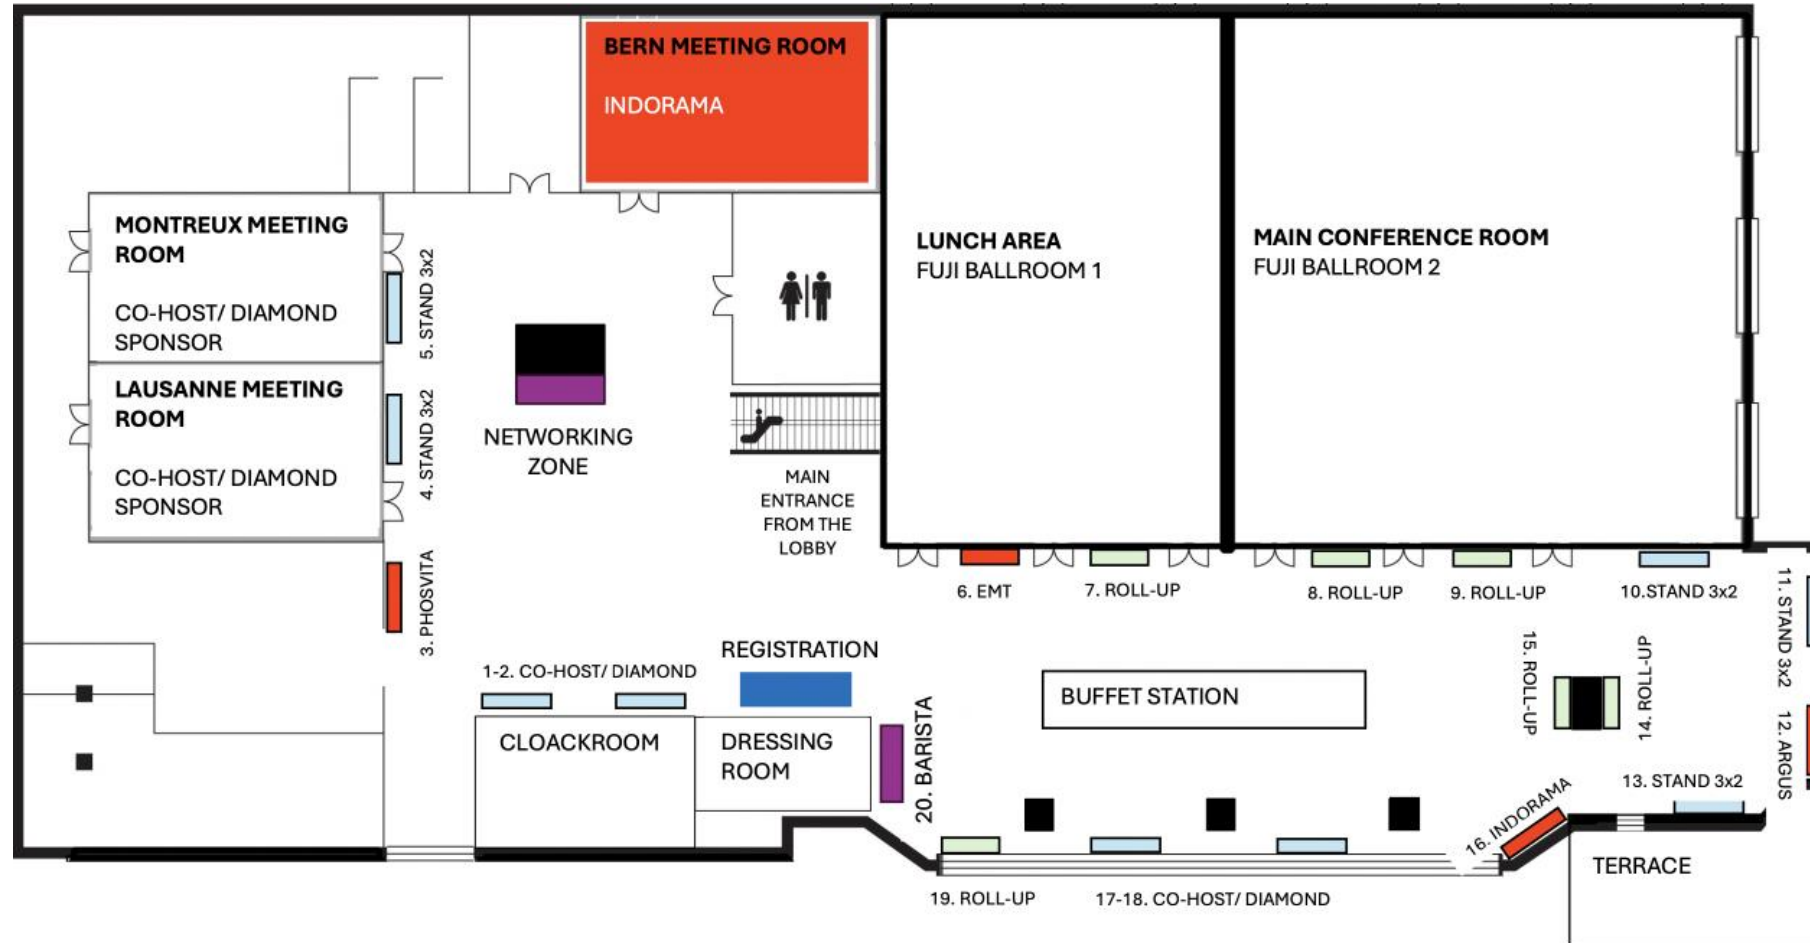 BERN MEETING ROOM
INDORAMA
MONTREUX MEETING
ROOM
CO-HOST/ DIAMOND
SPONSOR
LAUSANNE MEETING
ROOM
CO-HOST/ DIAMOND
SPONSOR
5. STAND 3x2
4. STAND 3x2
3. PHOSVITA
NETWORKING
ZONE
MAIN
ENTRANCE
FROM THE
LOBBY
LUNCH AREA
FUJI BALLROOM 1
MAIN CONFERENCE ROOM
FUJI BALLROOM 2
6. EMT
7. ROLL-UP
8. ROLL-UP
9. ROLL-UP
10.STAND 3x2
11. STAND 3x2
12. ARGUS
13. STAND 3x2
14. ROLL-UP
15. ROLL-UP
16. INDORAMA
TERRACE
1-2. CO-HOST/ DIAMOND
REGISTRATION
CLOACKROOM
DRESSING
ROOM
20. BARISTA
BUFFET STATION
19. ROLL-UP
17-18. CO-HOST/ DIAMOND